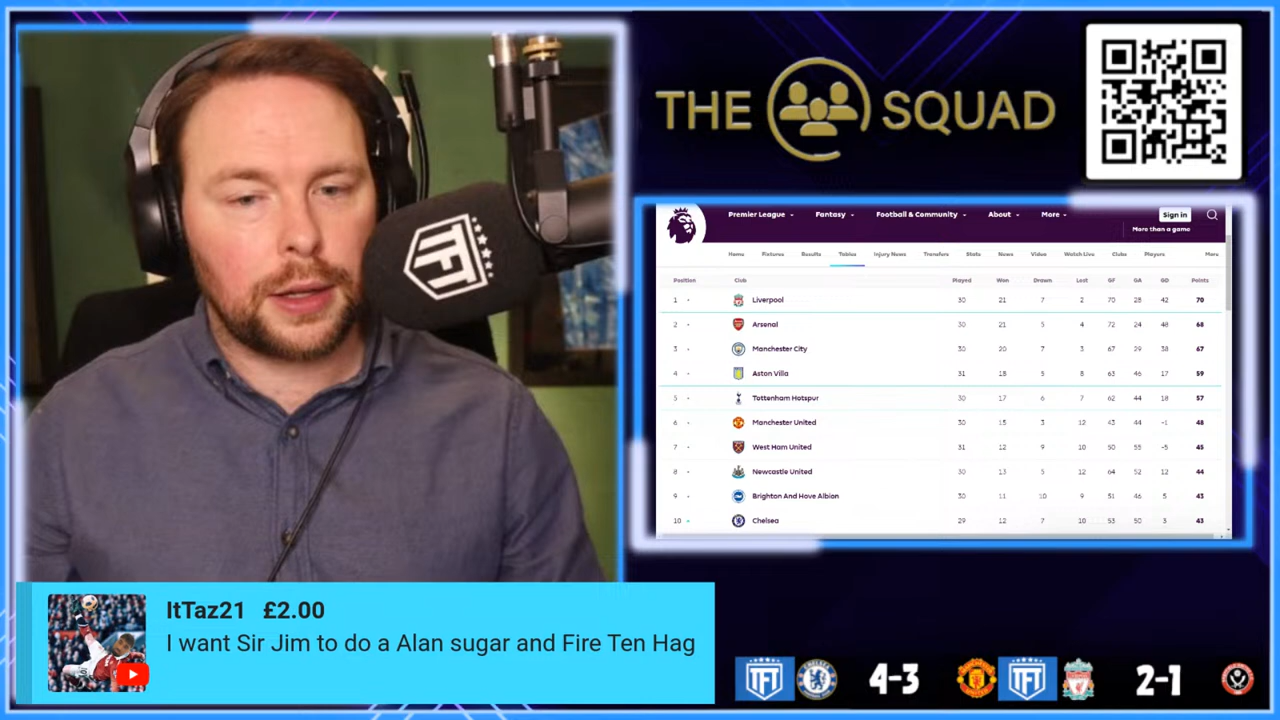 THE SQUAD
TFT
Premier League Fantasy Football & Community About More Sign in
More than a game
Home Fixtures Results Tables Injury News Transfers Stats News Video Watch Live Clubs Players More
Position Club Played Won Drawn Lost GF GA GD Points
1 Liverpool 30 21 7 2 70 28 42 70
2 Arsenal 30 21 5 4 72 24 48 68
3 Manchester City 30 20 7 3 67 29 38 67
4 Aston Villa 31 18 5 8 63 46 17 59
5 Tottenham Hotspur 30 17 6 7 62 44 18 57
6 Manchester United 30 15 3 12 43 44 -1 48
7 West Ham United 31 12 9 10 50 55 -5 45
8 Newcastle United 30 13 5 12 64 52 12 44
9 Brighton And Hove Albion 30 11 10 9 51 46 5 43
10 Chelsea 29 12 7 10 53 50 3 43
ItTaz21 £2.00
I want Sir Jim to do a Alan sugar and Fire Ten Hag
TFT 4-3 TFT 2-1